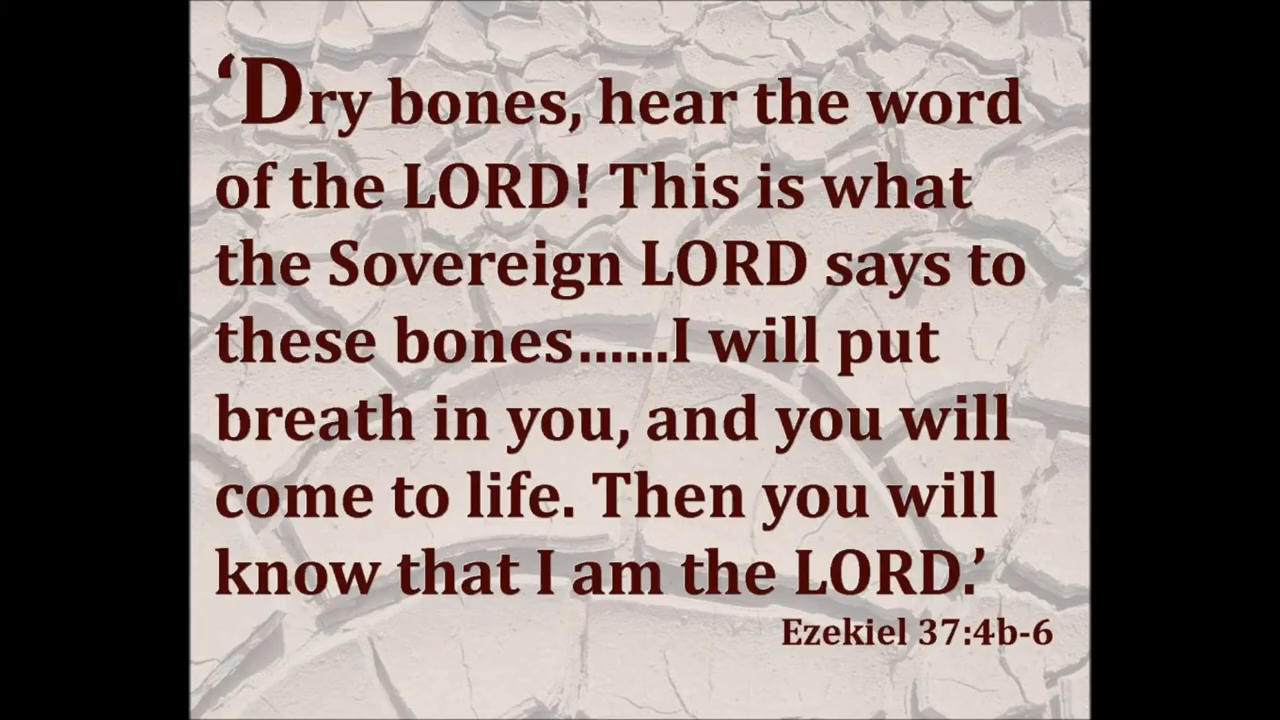 ‘Dry bones, hear the word
of the LORD! This is what
the Sovereign LORD says to
these bones……I will put
breath in you, and you will
come to life. Then you will
know that I am the LORD.’
Ezekiel 37:4b-6